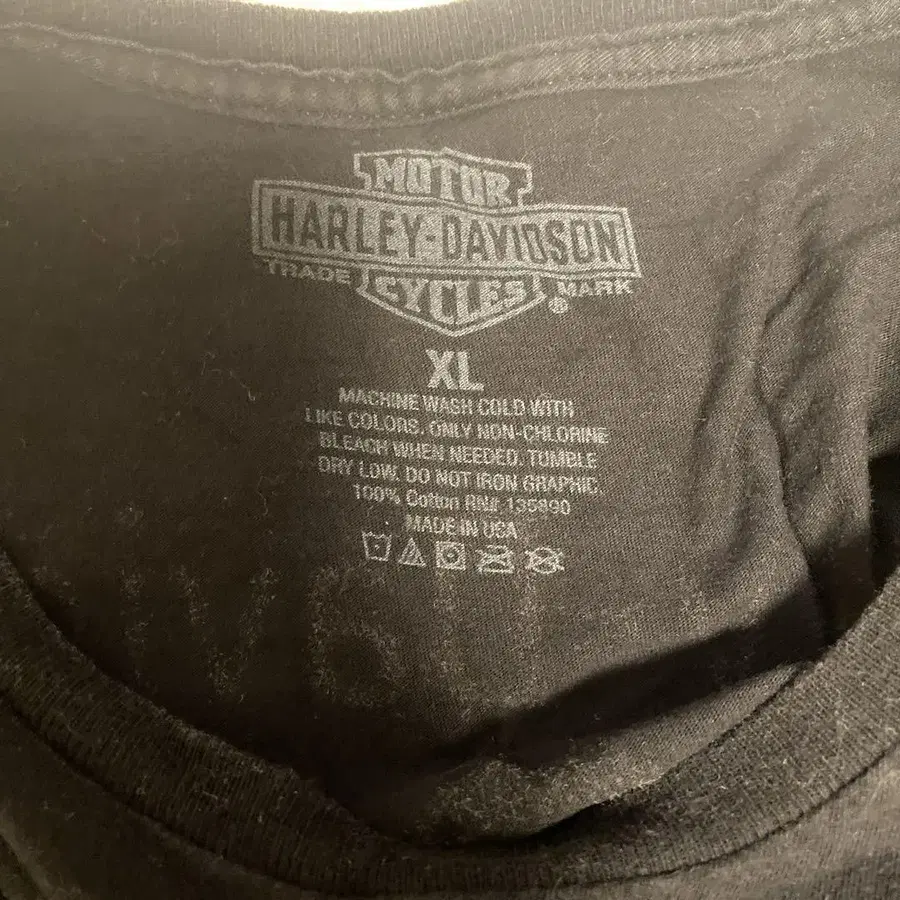 MOTOR
HARLEY-DAVIDSON
TRADE CYCLES ® MARK
XL
MACHINE WASH COLD WITH
LIKE COLORS. ONLY NON-CHLORINE
BLEACH WHEN NEEDED. TUMBLE
DRY LOW. DO NOT IRON GRAPHIC.
100% Cotton RN# 135890
MADE IN USA